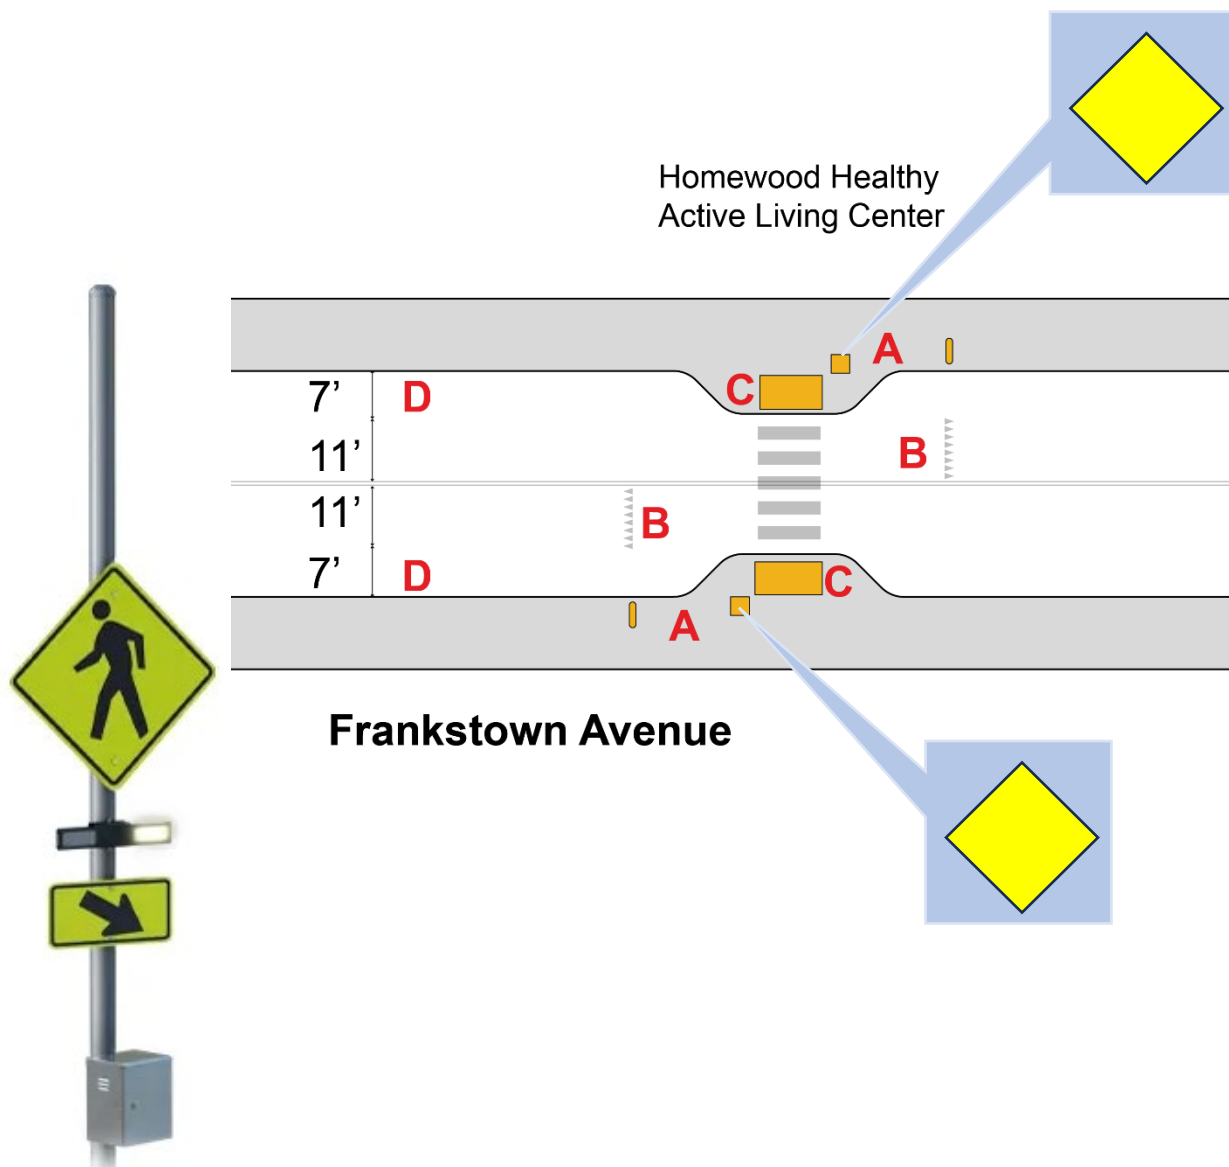 Homewood Healthy
Active Living Center
A
7’
D
C
11’
B
11’
B
7’
D
C
A
Frankstown Avenue